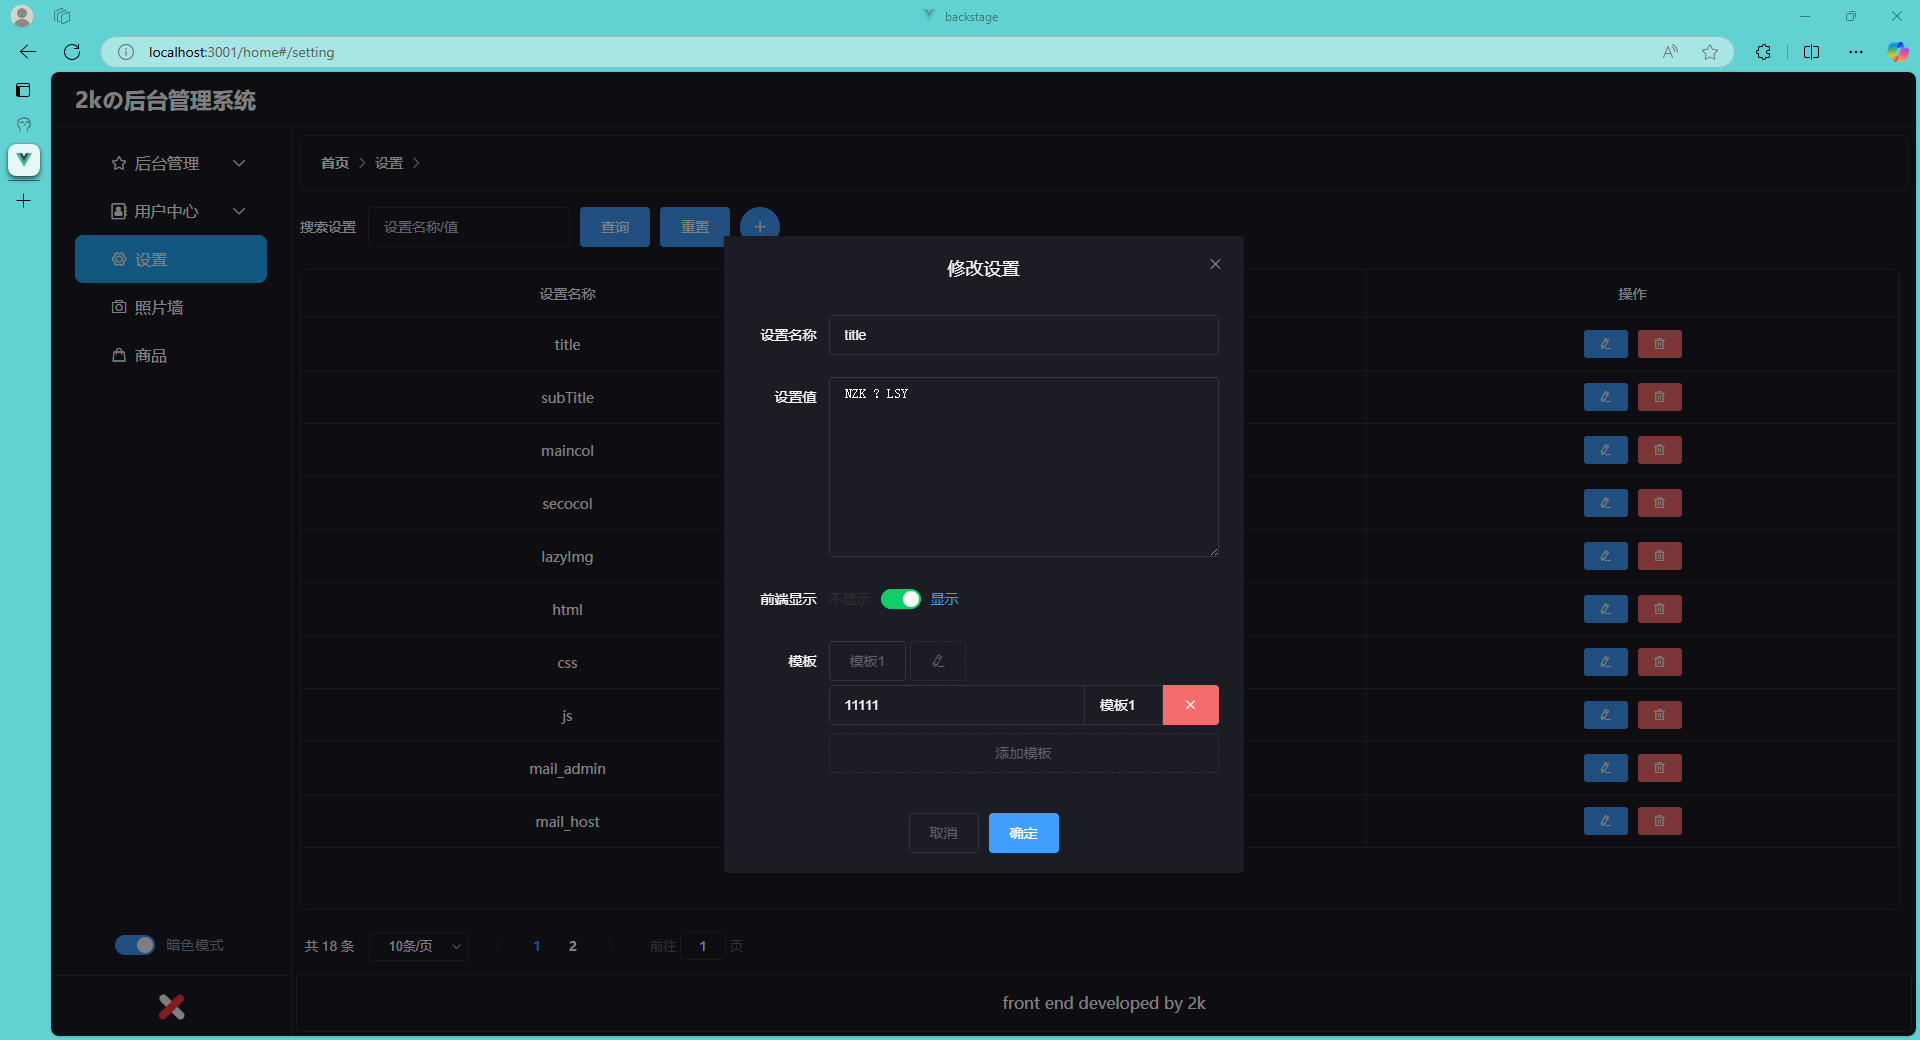 backstage
localhost:3001/home#/setting
2kの后台管理系统
后台管理
用户中心
设置
照片墙
商品
暗色模式
首页 设置
搜索设置 设置名称/值 查询 重置
设置名称 操作
title
subTitle
maincol
secocol
lazyImg
html
css
js
mail_admin
mail_host
修改设置
设置名称 title
设置值 NZK ? LSY
前端显示 不显示 显示
模板 模板1
11111 模板1
添加模板
取消 确定
共 18 条 10条/页 1 2 前往 1 页
front end developed by 2k